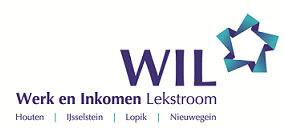 WIL
Werk en Inkomen Lekstroom
Houten | IJsselstein | Lopik | Nieuwegein